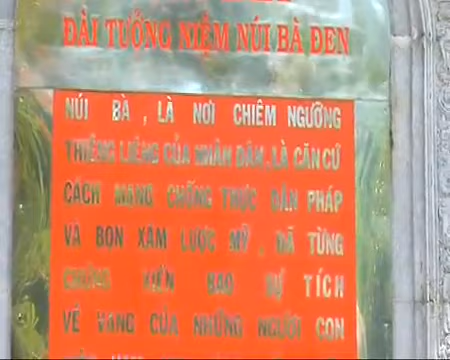 ĐÀI TƯỞNG NIỆM NÚI BÀ ĐEN
NÚI BÀ , LÀ NƠI CHIÊM NGƯỠNG
THIÊNG LIÊNG CỦA NHÂN DÂN , LÀ CĂN CỨ
CÁCH MẠNG CHỐNG THỰC DÂN PHÁP
VÀ BỌN XÂM LƯỢC MỸ . ĐÃ TỪNG
CHỨNG KIẾN BAO SỰ TÍCH
VẺ VANG CỦA NHỮNG NGƯỜI CON